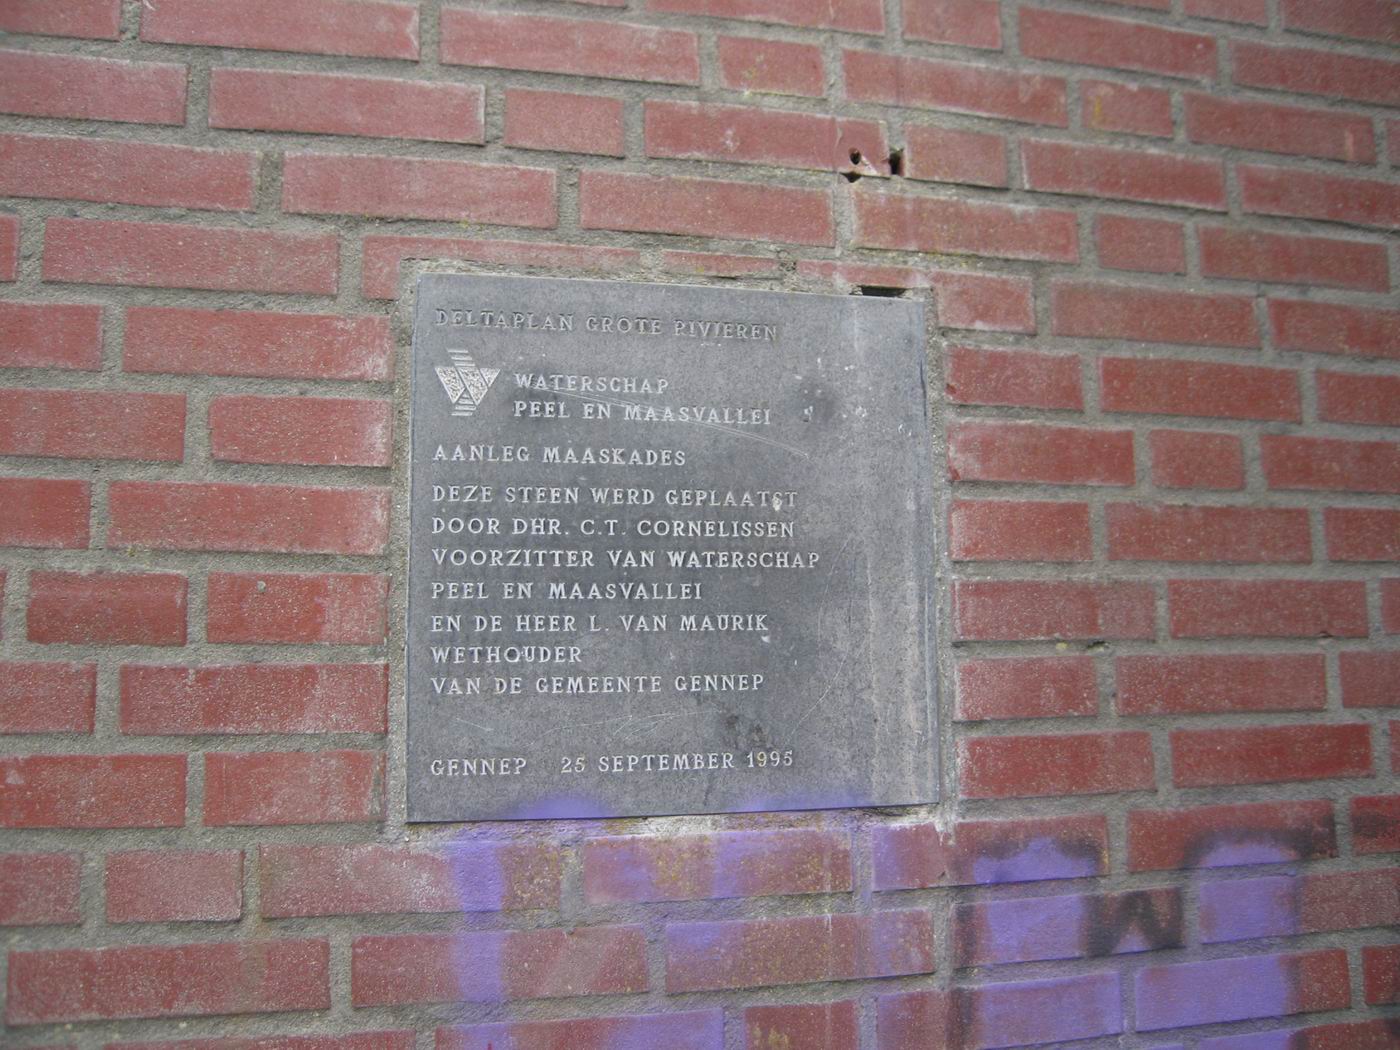 DELTAPLAN GROTE RIVIEREN
WATERSCHAP
PEEL EN MAASVALLEI
AANLEG MAASKADES
DEZE STEEN WERD GEPLAATST
DOOR DHR. C.T. CORNELISSEN
VOORZITTER VAN WATERSCHAP
PEEL EN MAASVALLEI
EN DE HEER L. VAN MAURIK
WETHOUDER
VAN DE GEMEENTE GENNEP
GENNEP 25 SEPTEMBER 1995